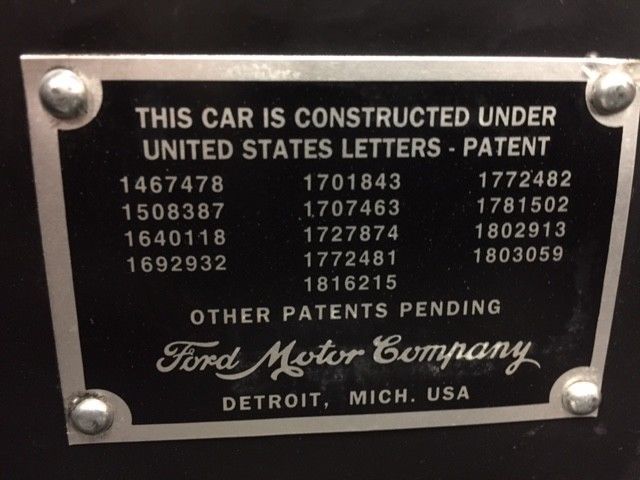 THIS CAR IS CONSTRUCTED UNDER
UNITED STATES LETTERS - PATENT
1467478 1701843 1772482
1508387 1707463 1781502
1640118 1727874 1802913
1692932 1772481 1803059
1816215
OTHER PATENTS PENDING
Ford Motor Company
DETROIT, MICH. USA